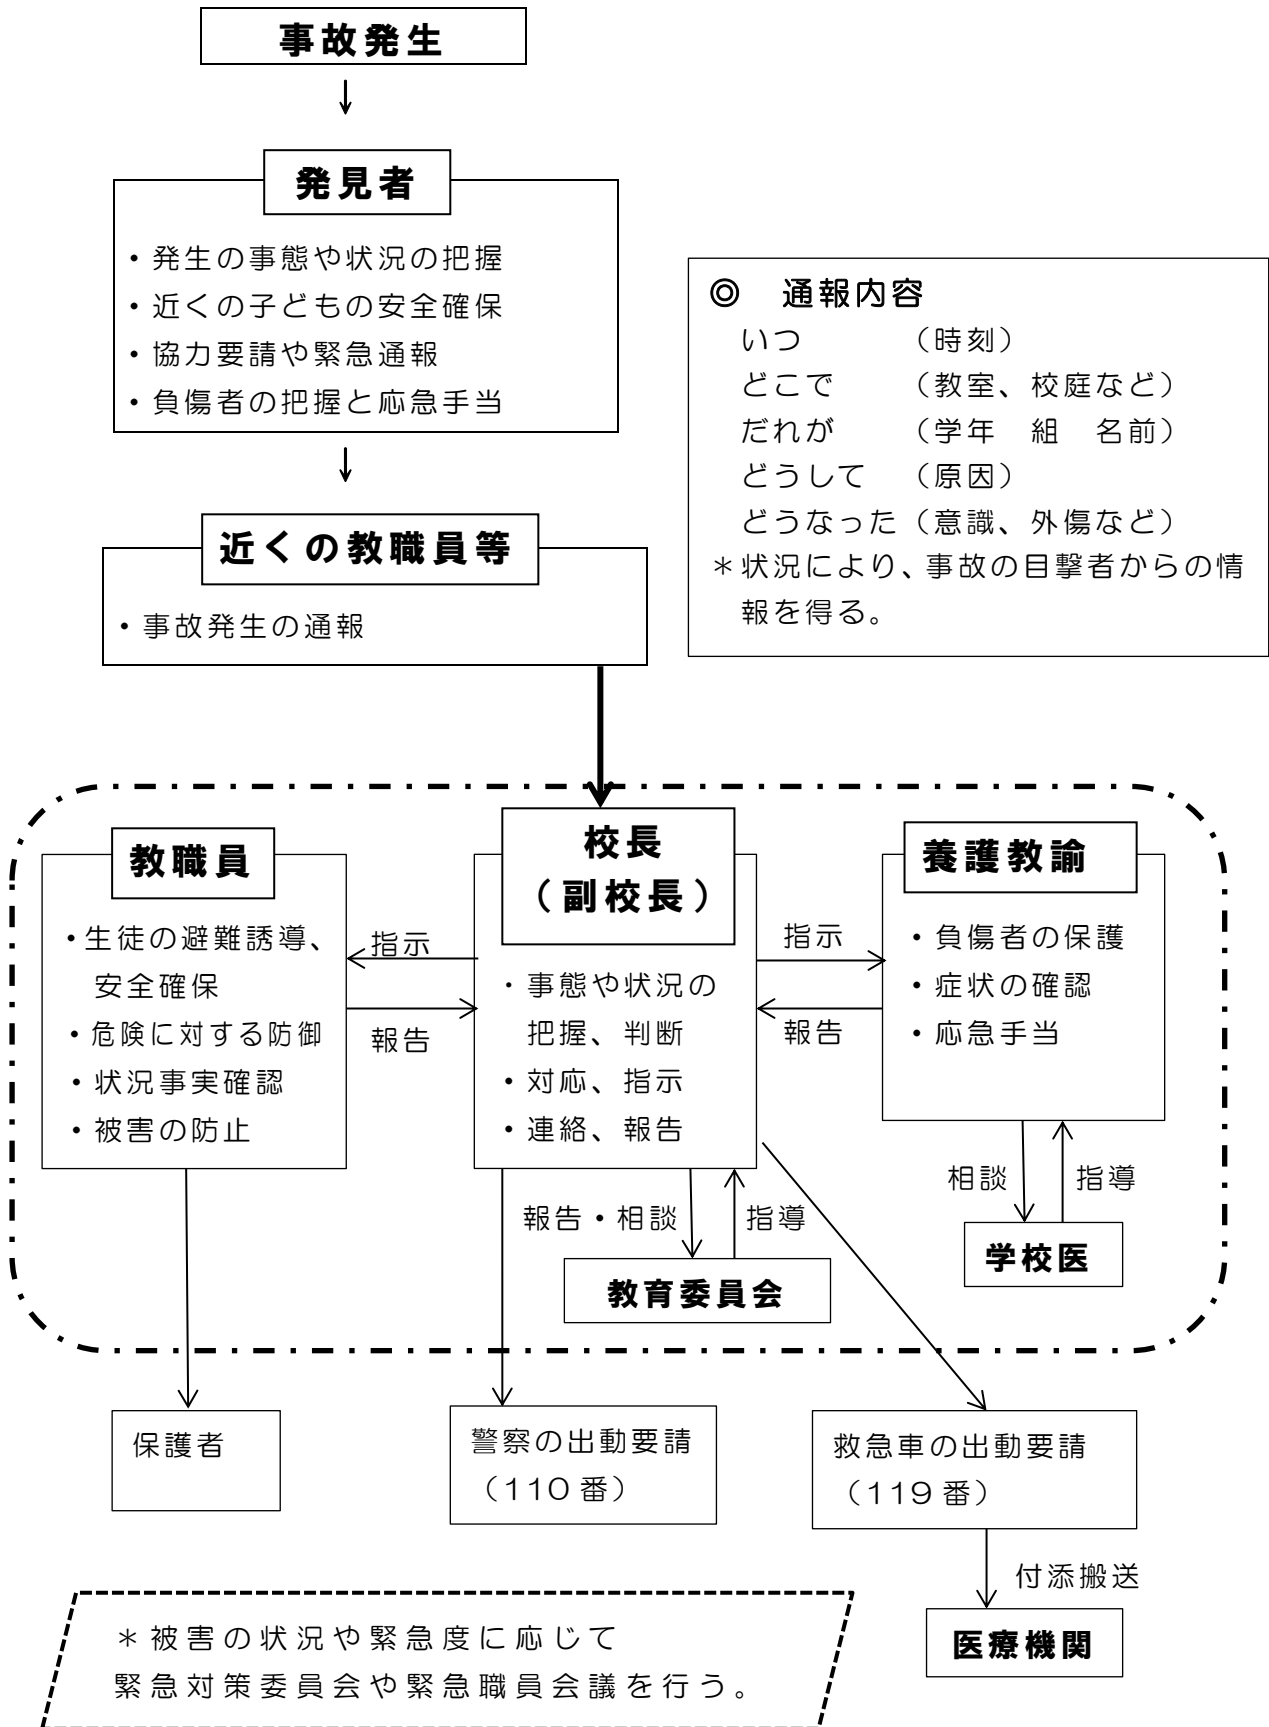 事故発生
発見者
・発生の事態や状況の把握
・近くの子どもの安全確保
・協力要請や緊急通報
・負傷者の把握と応急手当
◎　通報内容
いつ　　　（時刻）
どこで　　（教室、校庭など）
だれが　　（学年　組　名前）
どうして　（原因）
どうなった（意識、外傷など）
＊状況により、事故の目撃者からの情
報を得る。
近くの教職員等
・事故発生の通報
教職員
・生徒の避難誘導、
安全確保
・危険に対する防御
・状況事実確認
・被害の防止
指示
報告
校長
（副校長）
・事態や状況の
把握、判断
・対応、指示
・連絡、報告
指示
報告
養護教諭
・負傷者の保護
・症状の確認
・応急手当
報告・相談
指導
教育委員会
相談
指導
学校医
保護者
警察の出動要請
（110番）
救急車の出動要請
（119番）
付添搬送
医療機関
＊被害の状況や緊急度に応じて
緊急対策委員会や緊急職員会議を行う。